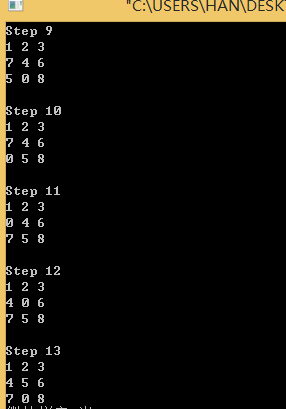 "C:\USERS\HAN\DESKT
Step 9
1 2 3
7 4 6
5 0 8
Step 10
1 2 3
7 4 6
0 5 8
Step 11
1 2 3
0 4 6
7 5 8
Step 12
1 2 3
4 0 6
7 5 8
Step 13
1 2 3
4 5 6
7 0 8